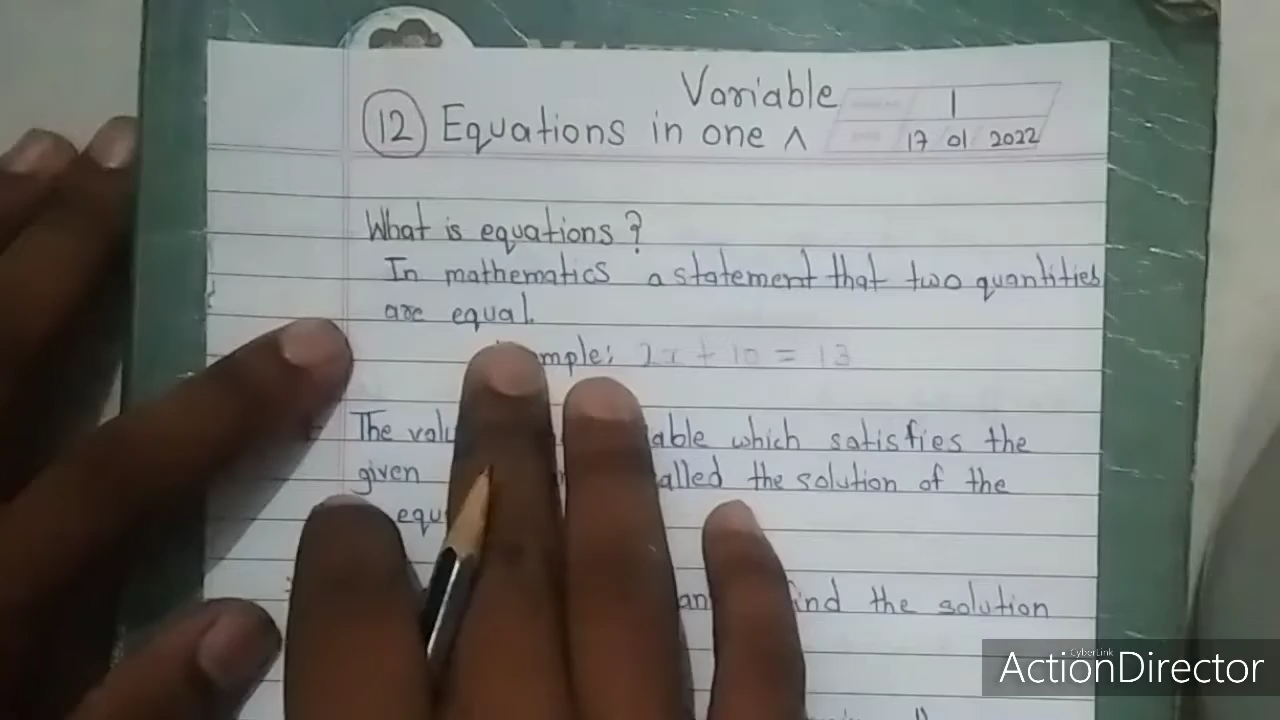 Variable
12 Equations in one ^
1
17 01 2022
What is equations ?
In mathematics a statement that two quantities
are equal.
mple: 2x + 10 = 13
The valu able which satisfies the
given alled the solution of the
equ
an ind the solution
CyberLink
ActionDirector